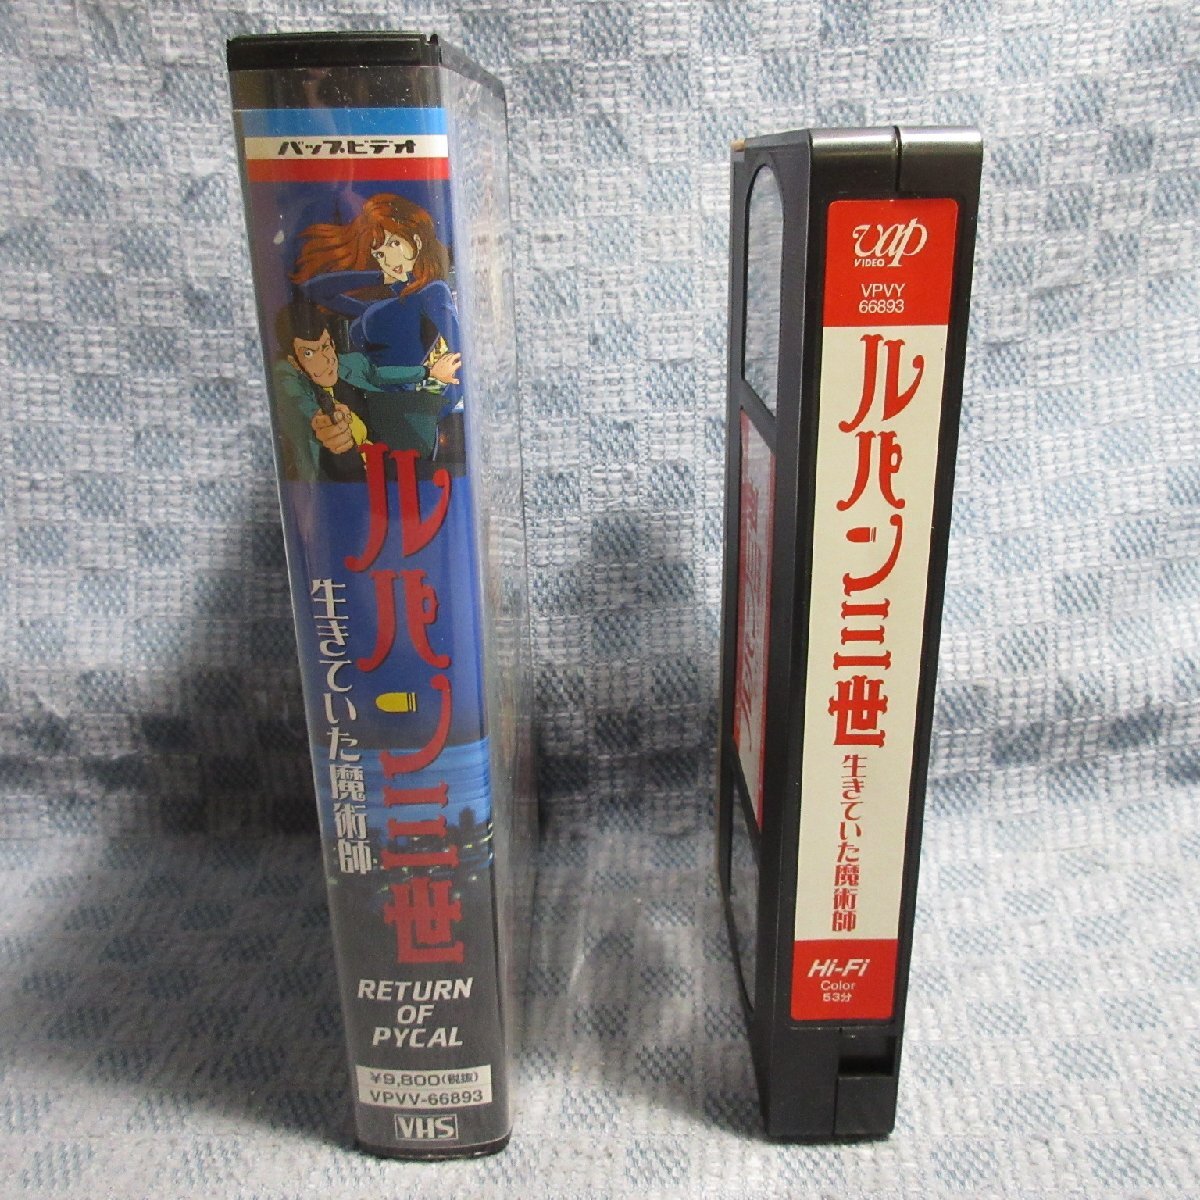 バップビデオ
ルパン三世
生きていた魔術師
RETURN
OF
PYCAL
¥9,800(税抜)
VPVV-66893
VHS
vap
VIDEO
VPVY
66893
ルパン三世
生きていた魔術師
Hi-Fi
Color
53分